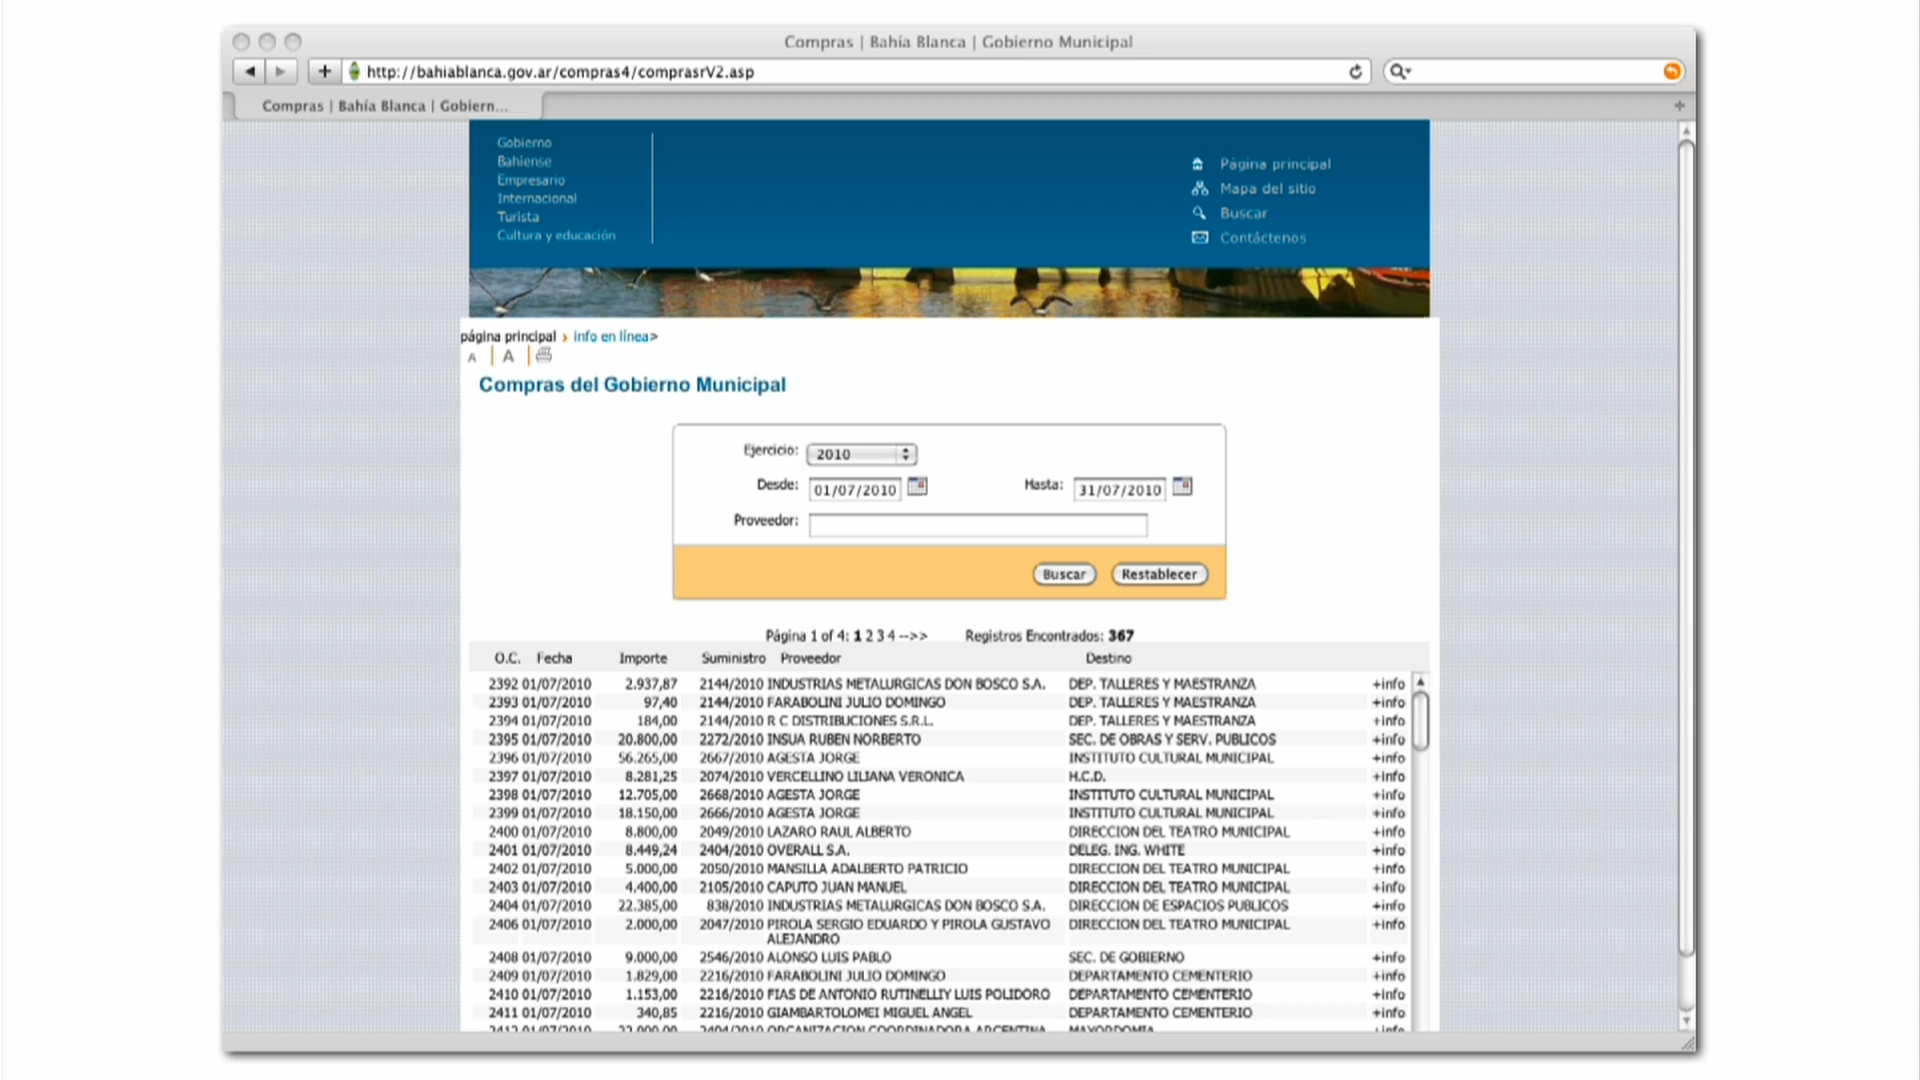 Compras | Bahía Blanca | Gobierno Municipal
http://bahiablanca.gov.ar/compras4/comprasrV2.asp
Compras | Bahía Blanca | Gobiern...
Gobierno
Bahiense
Empresario
Internacional
Turista
Cultura y educación
Página principal
Mapa del sitio
Buscar
Contáctenos
página principal › info en línea>
A | A |
Compras del Gobierno Municipal
Ejercicio: 2010
Desde: 01/07/2010 Hasta: 31/07/2010
Proveedor:
Buscar Restablecer
Página 1 of 4: 1 2 3 4 -->> Registros Encontrados: 367
O.C. Fecha Importe Suministro Proveedor Destino
2392 01/07/2010 2.937,87 2144/2010 INDUSTRIAS METALURGICAS DON BOSCO S.A. DEP. TALLERES Y MAESTRANZA +info
2393 01/07/2010 97,40 2144/2010 FARABOLINI JULIO DOMINGO DEP. TALLERES Y MAESTRANZA +info
2394 01/07/2010 184,00 2144/2010 R C DISTRIBUCIONES S.R.L. DEP. TALLERES Y MAESTRANZA +info
2395 01/07/2010 20.800,00 2272/2010 INSUA RUBEN NORBERTO SEC. DE OBRAS Y SERV. PUBLICOS +info
2396 01/07/2010 56.265,00 2667/2010 AGESTA JORGE INSTITUTO CULTURAL MUNICIPAL +info
2397 01/07/2010 8.281,25 2074/2010 VERCELLINO LILIANA VERONICA H.C.D. +info
2398 01/07/2010 12.705,00 2668/2010 AGESTA JORGE INSTITUTO CULTURAL MUNICIPAL +info
2399 01/07/2010 18.150,00 2666/2010 AGESTA JORGE INSTITUTO CULTURAL MUNICIPAL +info
2400 01/07/2010 8.800,00 2049/2010 LAZARO RAUL ALBERTO DIRECCION DEL TEATRO MUNICIPAL +info
2401 01/07/2010 8.449,24 2404/2010 OVERALL S.A. DELEG. ING. WHITE +info
2402 01/07/2010 5.000,00 2050/2010 MANSILLA ADALBERTO PATRICIO DIRECCION DEL TEATRO MUNICIPAL +info
2403 01/07/2010 4.400,00 2105/2010 CAPUTO JUAN MANUEL DIRECCION DEL TEATRO MUNICIPAL +info
2404 01/07/2010 22.385,00 838/2010 INDUSTRIAS METALURGICAS DON BOSCO S.A. DIRECCION DE ESPACIOS PUBLICOS +info
2406 01/07/2010 2.000,00 2047/2010 PIROLA SERGIO EDUARDO Y PIROLA GUSTAVO DIRECCION DEL TEATRO MUNICIPAL +info
ALEJANDRO
2408 01/07/2010 9.000,00 2546/2010 ALONSO LUIS PABLO SEC. DE GOBIERNO +info
2409 01/07/2010 1.829,00 2216/2010 FARABOLINI JULIO DOMINGO DEPARTAMENTO CEMENTERIO +info
2410 01/07/2010 1.153,00 2216/2010 FIAS DE ANTONIO RUTINELLIY LUIS POLIDORO DEPARTAMENTO CEMENTERIO +info
2411 01/07/2010 340,85 2216/2010 GIAMBARTOLOMEI MIGUEL ANGEL DEPARTAMENTO CEMENTERIO +info
01/07/2010 ORGANIZACION COORDINADORA ARGENTINA MAYORDOMIA